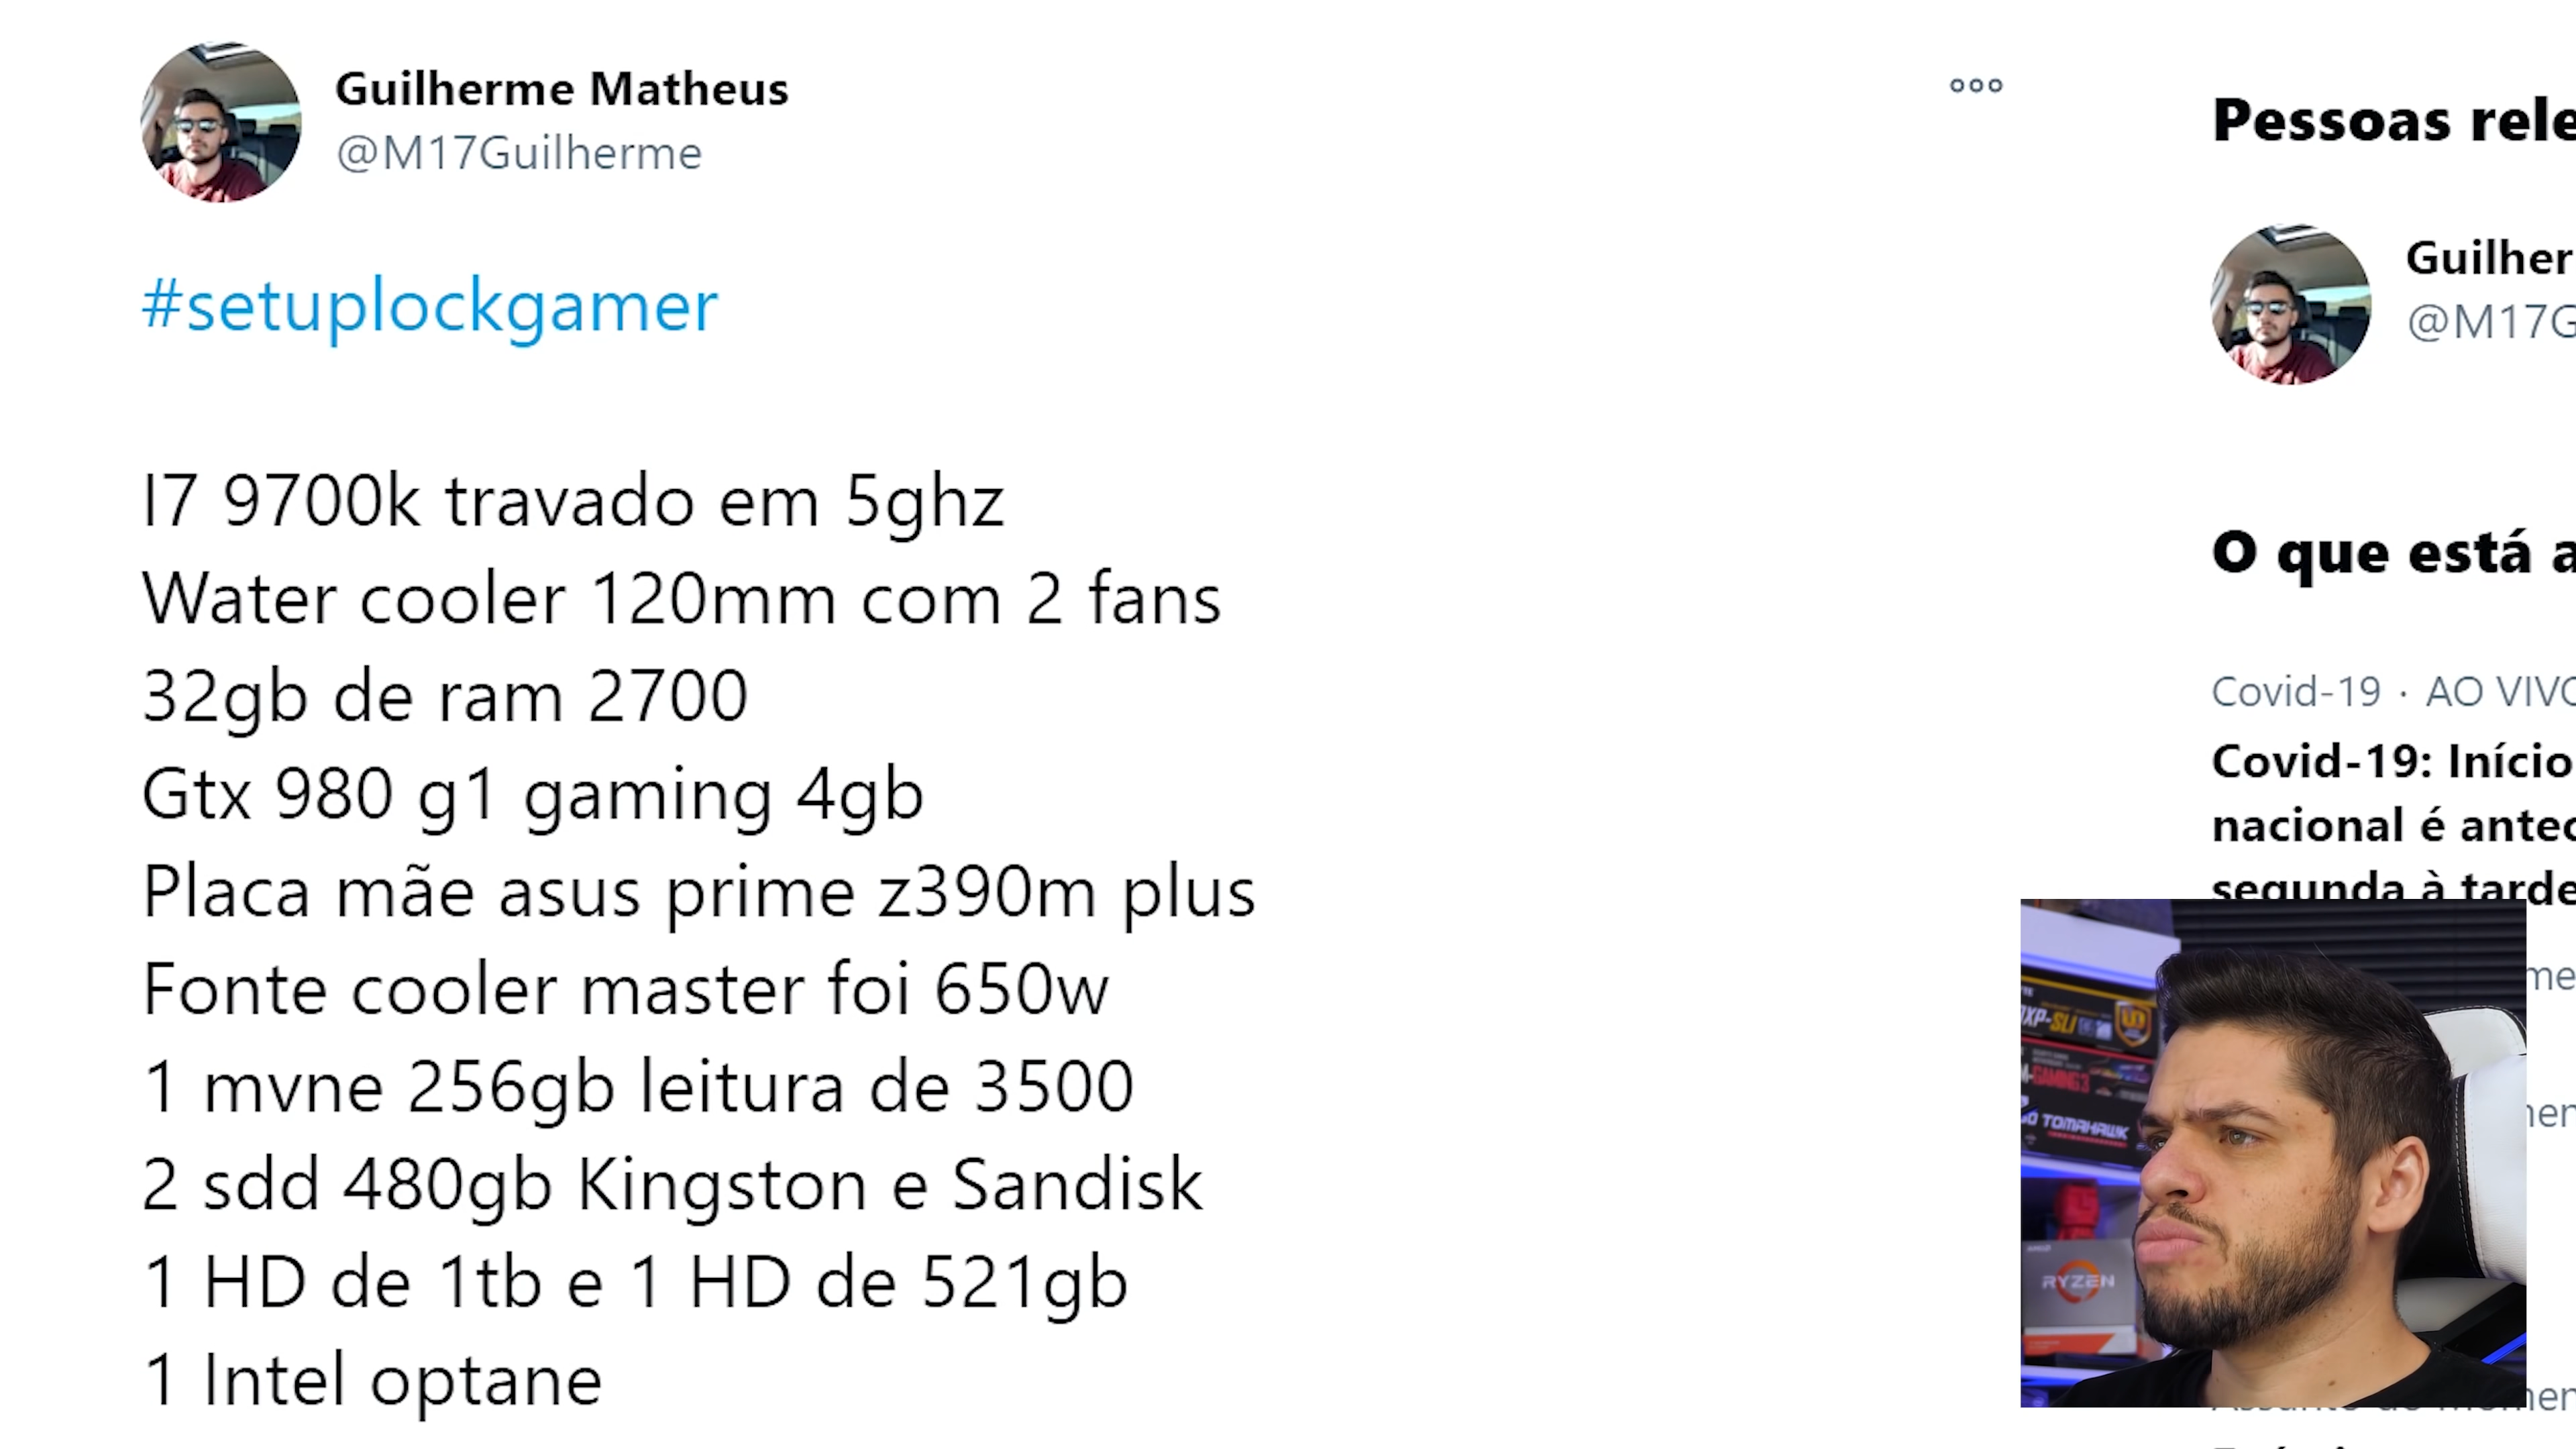 Guilherme Matheus
@M17Guilherme
#setuplockgamer
I7 9700k travado em 5ghz
Water cooler 120mm com 2 fans
32gb de ram 2700
Gtx 980 g1 gaming 4gb
Placa mãe asus prime z390m plus
Fonte cooler master foi 650w
1 mvne 256gb leitura de 3500
2 sdd 480gb Kingston e Sandisk
1 HD de 1tb e 1 HD de 521gb
1 Intel optane
Pessoas rele
Guilher
@M17G
O que está a
Covid-19 · AO VIVO
Covid-19: Início
nacional é antec
segunda à tarde
XP-SLI
GAMING3
TOMAHAWK
RYZEN